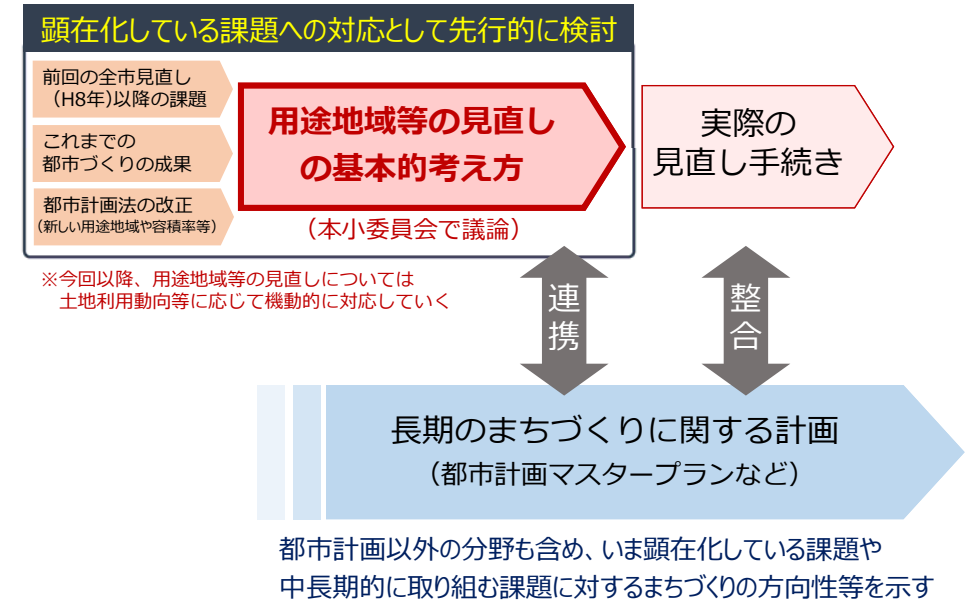 顕在化している課題への対応として先行的に検討
前回の全市見直し
（H8年)以降の課題
これまでの
都市づくりの成果
都市計画法の改正
（新しい用途地域や容積率等）
用途地域等の見直し
の基本的考え方
（本小委員会で議論）
実際の
見直し手続き
※今回以降、用途地域等の見直しについては
土地利用動向等に応じて機動的に対応していく
連携
整合
長期のまちづくりに関する計画
（都市計画マスタープランなど）
都市計画以外の分野も含め、いま顕在化している課題や
中長期的に取り組む課題に対するまちづくりの方向性等を示す